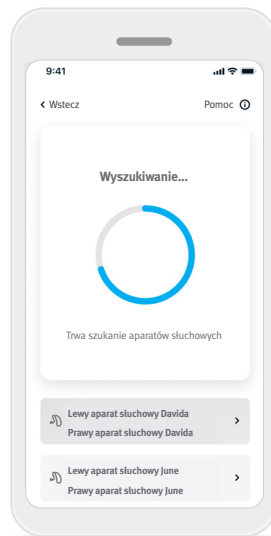 9:41
Wstecz Pomoc
Wyszukiwanie...
Trwa szukanie aparatów słuchowych
Lewy aparat słuchowy Davida
Prawy aparat słuchowy Davida
Lewy aparat słuchowy June
Prawy aparat słuchowy June